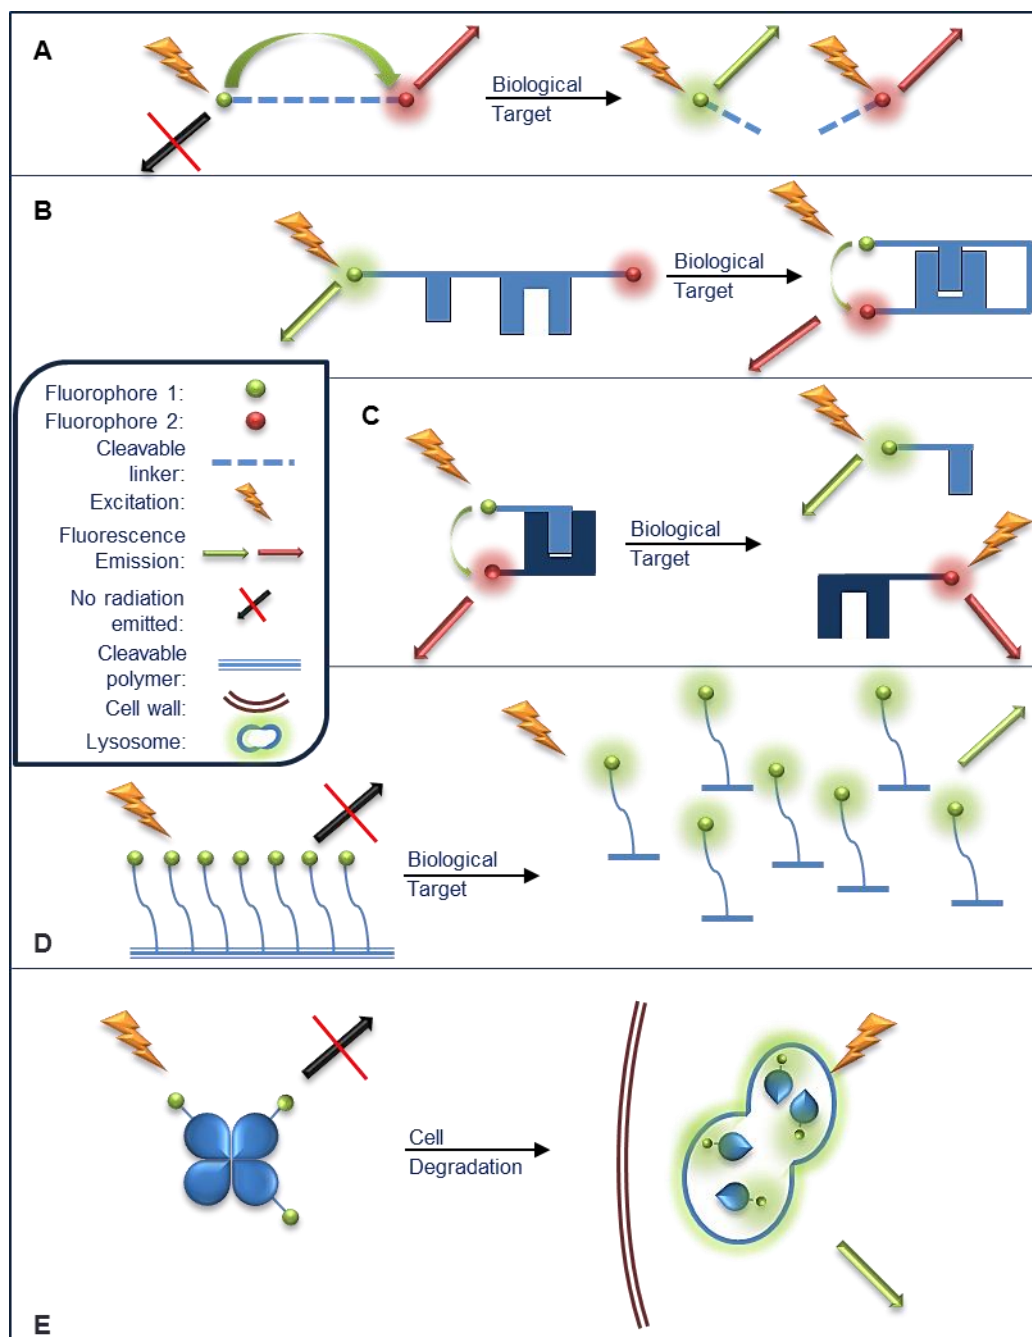 A
Biological
Target
B
Biological
Target
Fluorophore 1:
Fluorophore 2:
Cleavable
linker:
Excitation:
Fluorescence
Emission:
No radiation
emitted:
Cleavable
polymer:
Cell wall:
Lysosome:
C
Biological
Target
Biological
Target
D
Cell
Degradation
E